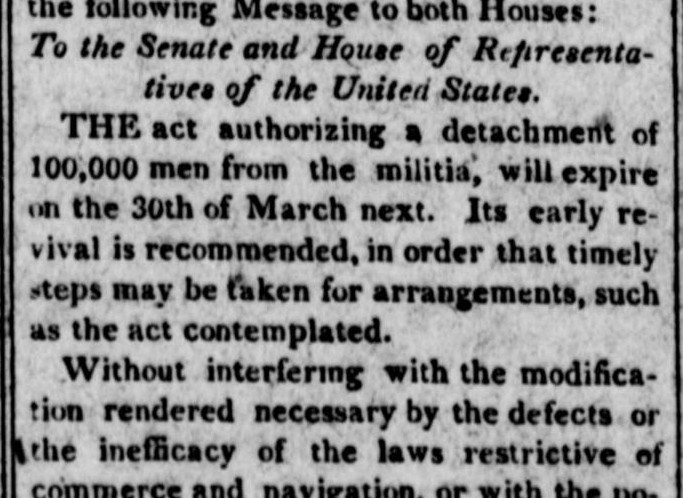 the following Message to both Houses:
To the Senate and House of Representa-
tives of the United States.
THE act authorizing a detachment of
100,000 men from the militia, will expire
on the 30th of March next. Its early re-
vival is recommended, in order that timely
steps may be taken for arrangements, such
as the act contemplated.
Without interfering with the modifica-
tion rendered necessary by the defects or
the inefficacy of the laws restrictive of
commerce and navigation, or with the po-